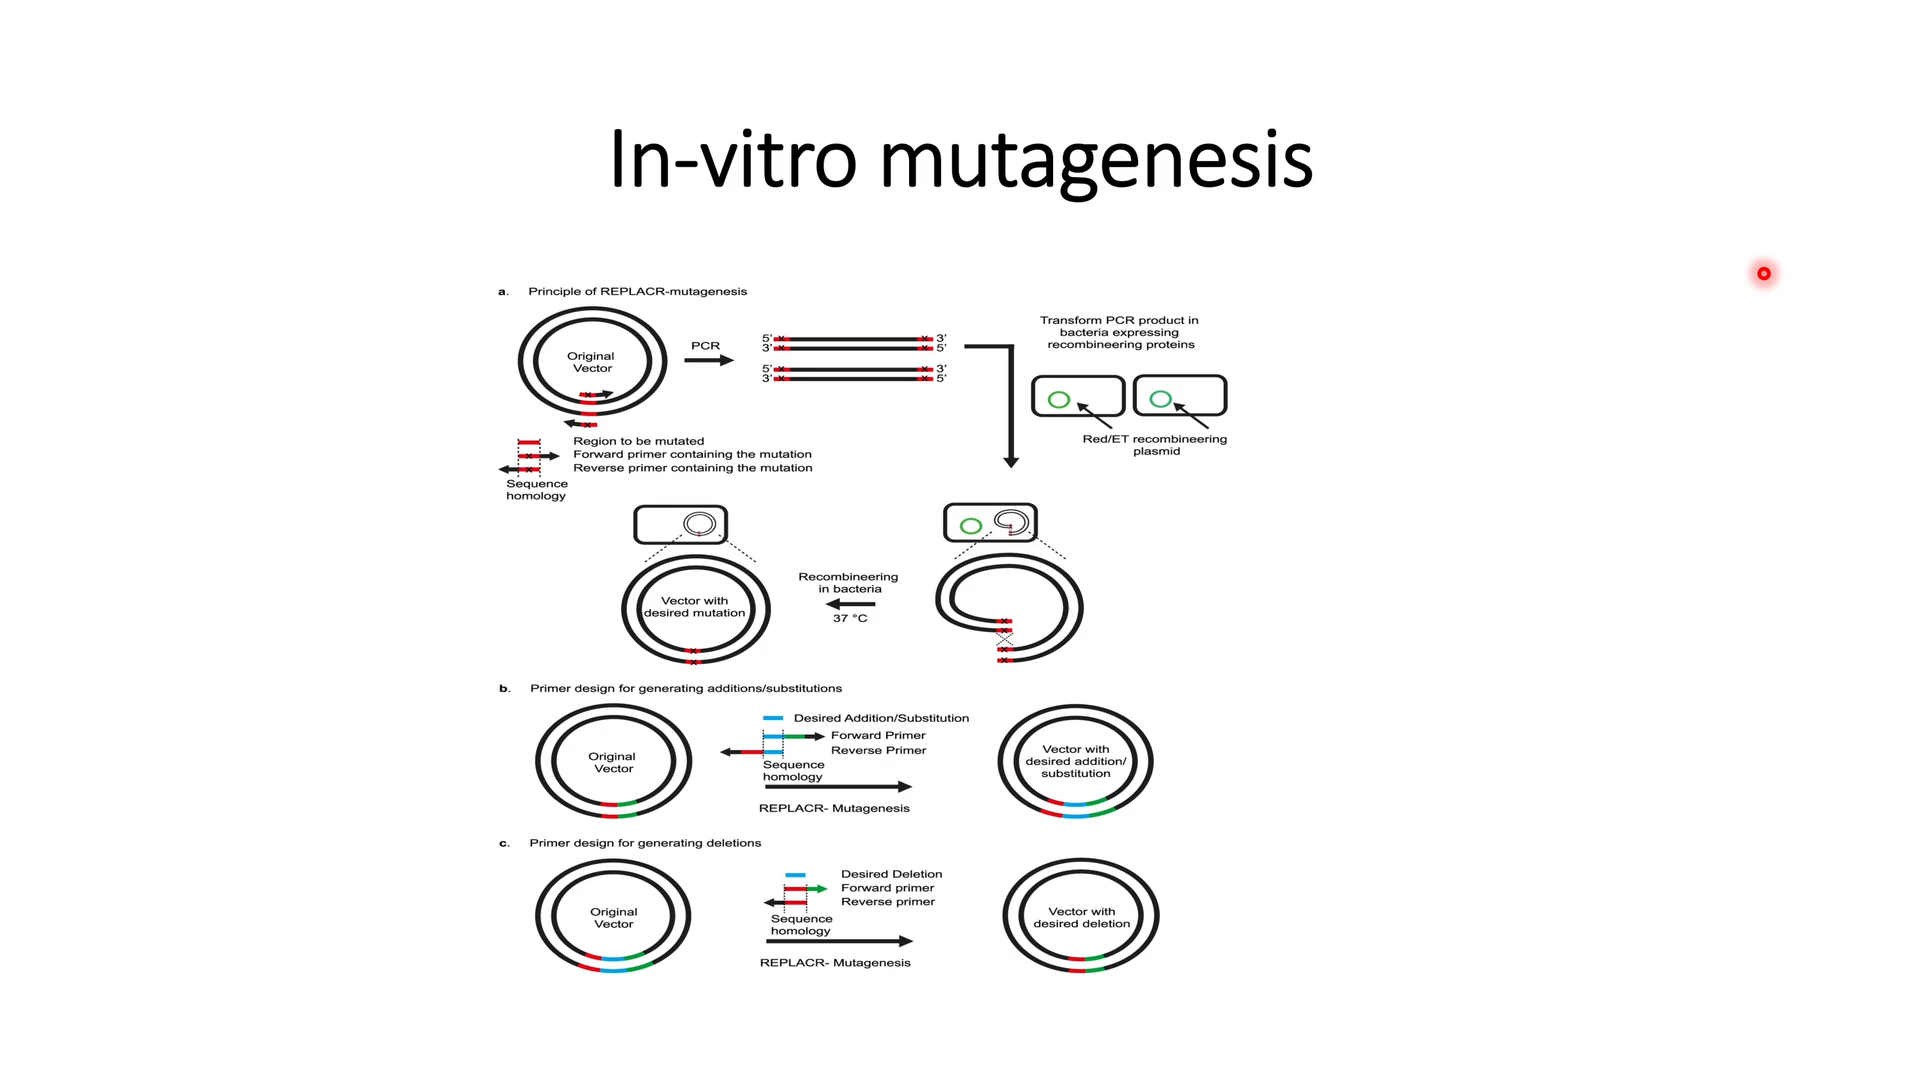 In-vitro mutagenesis
a. Principle of REPLACR-mutagenesis
Original
Vector
PCR
5' 3'
3' 5'
5' 3'
3' 5'
Transform PCR product in
bacteria expressing
recombineering proteins
Red/ET recombineering
plasmid
Region to be mutated
Forward primer containing the mutation
Reverse primer containing the mutation
Sequence
homology
Vector with
desired mutation
Recombineering
in bacteria
37 °C
b. Primer design for generating additions/substitutions
Original
Vector
Desired Addition/Substitution
Forward Primer
Reverse Primer
Sequence
homology
REPLACR- Mutagenesis
Vector with
desired addition/
substitution
c. Primer design for generating deletions
Original
Vector
Desired Deletion
Forward primer
Reverse primer
Sequence
homology
REPLACR- Mutagenesis
Vector with
desired deletion